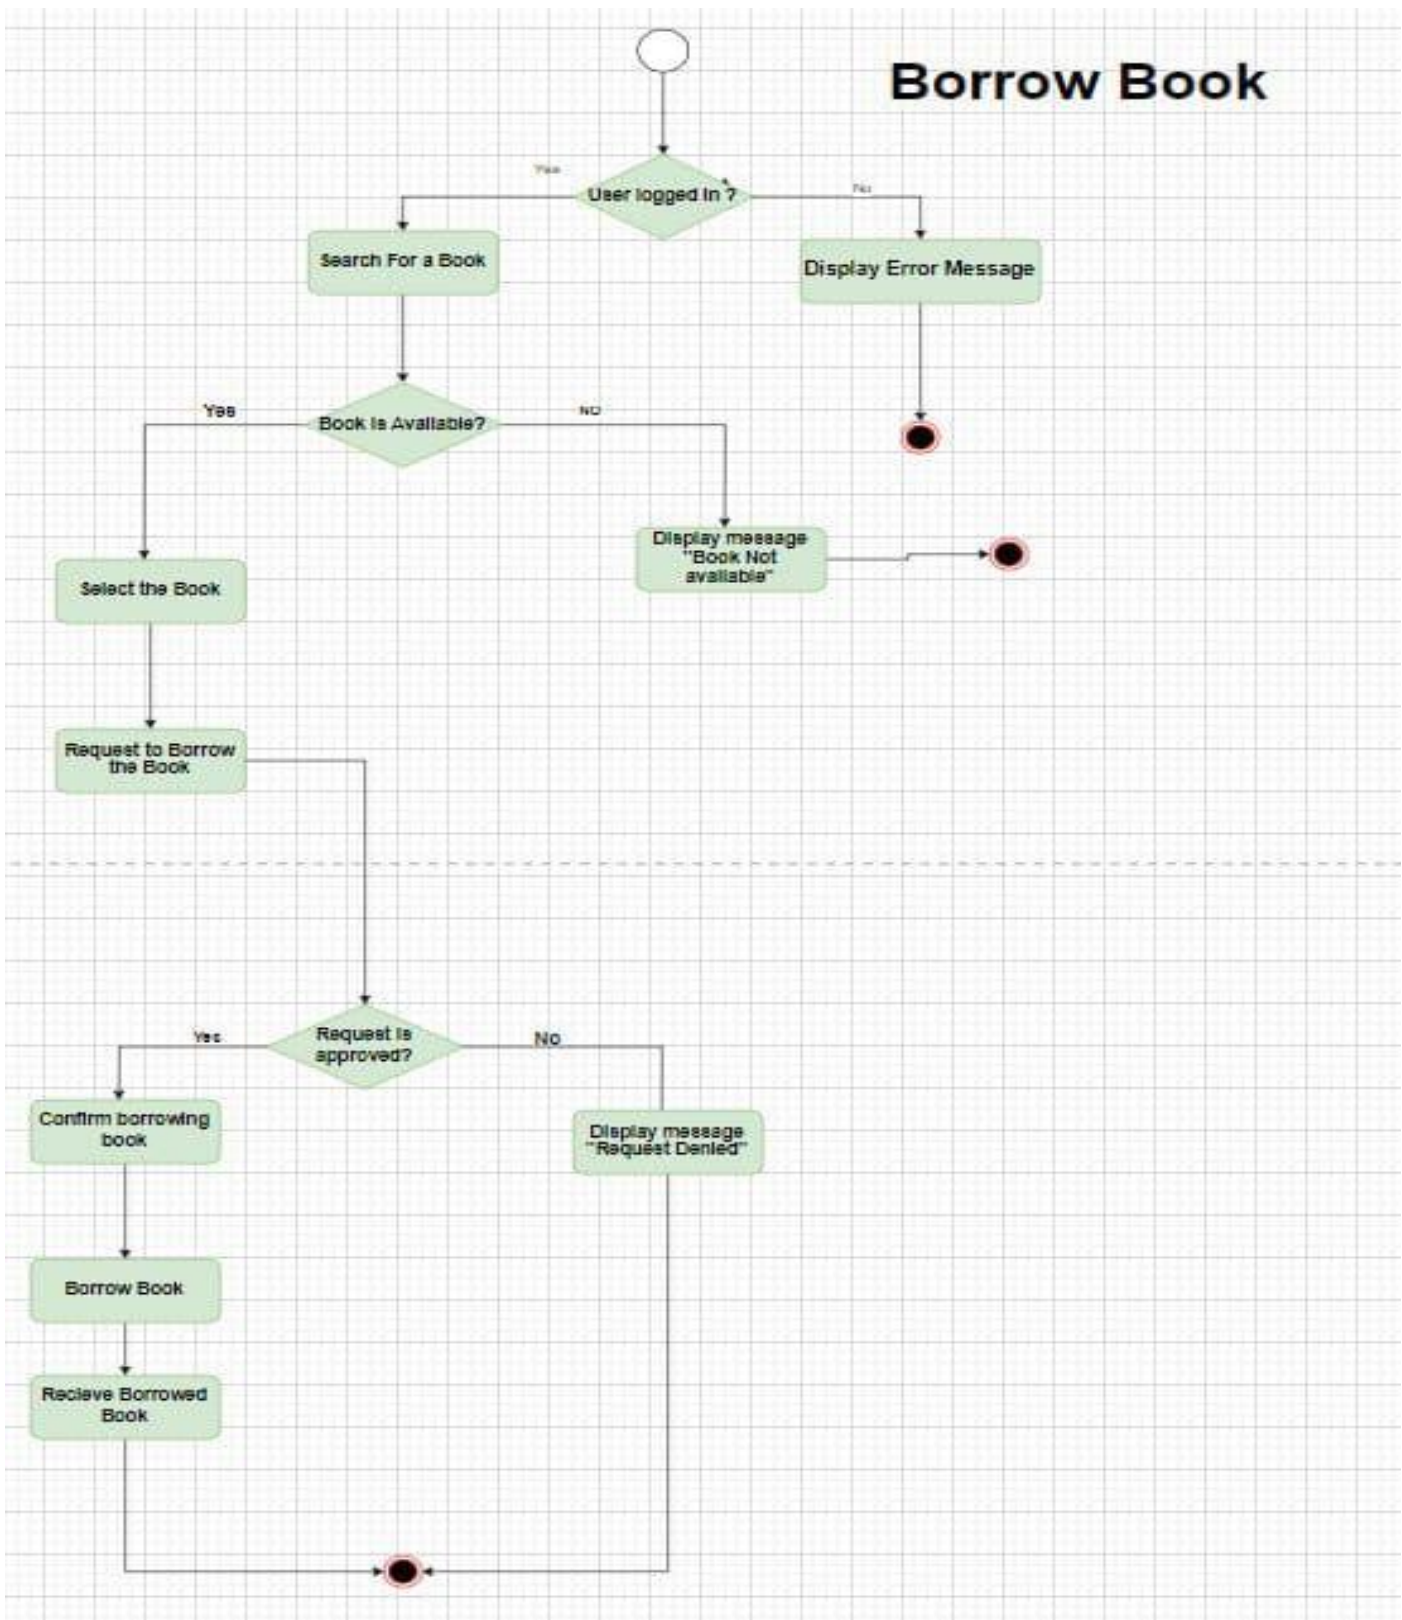 Borrow Book
Yes
User logged in ?
No
Search For a Book
Display Error Message
Yes
Book is Available?
NO
Display message
"Book Not
available"
Select the Book
Request to Borrow
the Book
Yes
Request is
approved?
No
Confirm borrowing
book
Display message
"Request Denied"
Borrow Book
Recieve Borrowed
Book